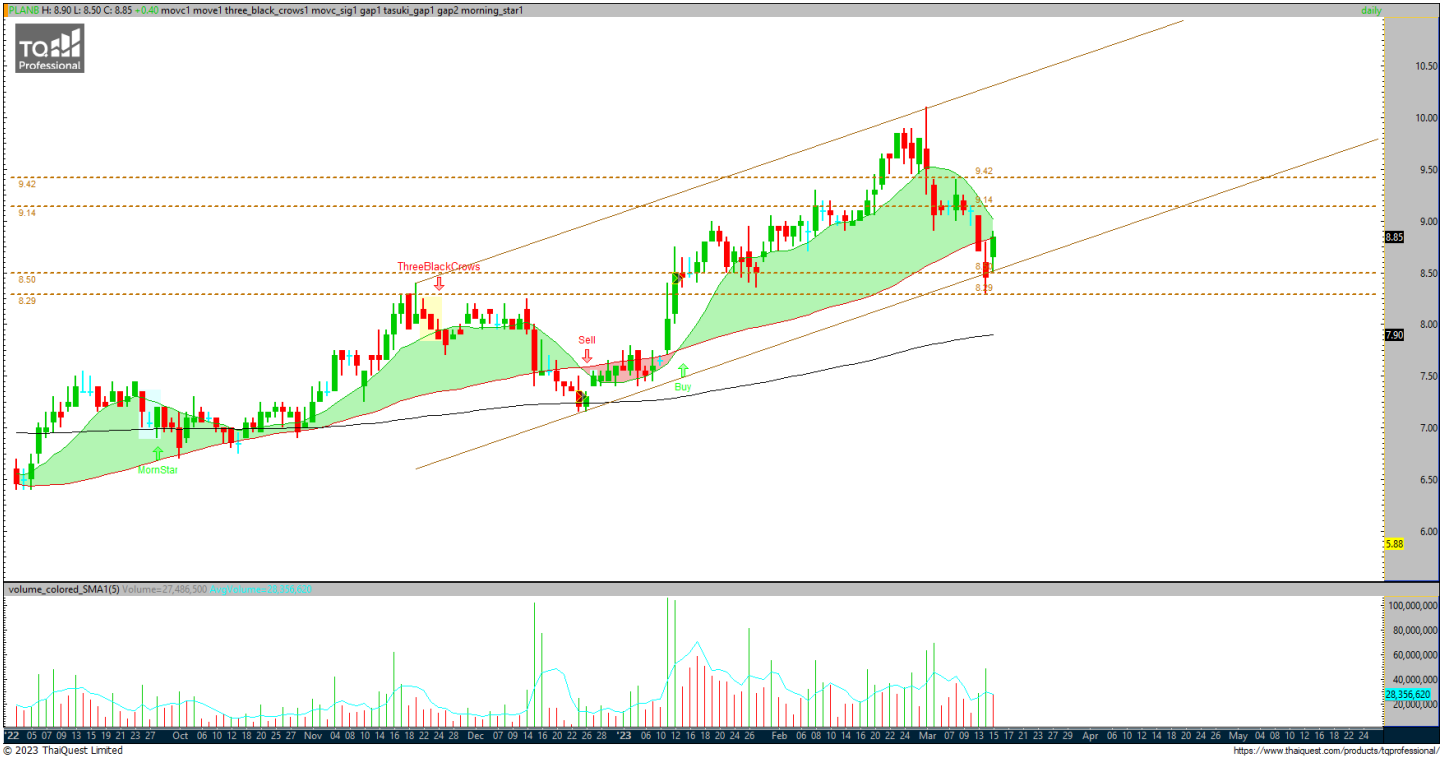 PLANB H: 8.90 L: 8.50 C: 8.85 +0.40 movc1 move1 three_black_crows1 movc_sig1 gap1 tasuki_gap1 gap2 morning_star1 daily
TQ
Professional
10.50
10.00
9.50
9.42 9.42
9.14 9.14
9.00
8.85
ThreeBlackCrows
8.50 8.50
8.29 8.29
8.00
Sell
7.90
7.50
Buy
7.00
MornStar
6.50
6.00
5.88
volume_colored_SMA1(5) Volume=27,486,500 AvgVolume=28,356,620
100,000,000
80,000,000
60,000,000
40,000,000
28,356,620
20,000,000
'22 05 07 09 13 15 19 21 23 27 Oct 06 10 12 18 20 25 27 Nov 03 08 10 14 16 18 22 24 28 Dec 07 09 14 16 20 22 26 28 '23 06 10 12 16 18 20 24 26 Feb 06 08 10 14 16 20 22 24 28 Mar 07 09 13 15 17 21 23 27 29 Apr 06 10 12 14 18 20 24 26 May 04 08 10 12 16 18 22 24
© 2023 ThaiQuest Limited https://www.thaiquest.com/products/tqprofessional/